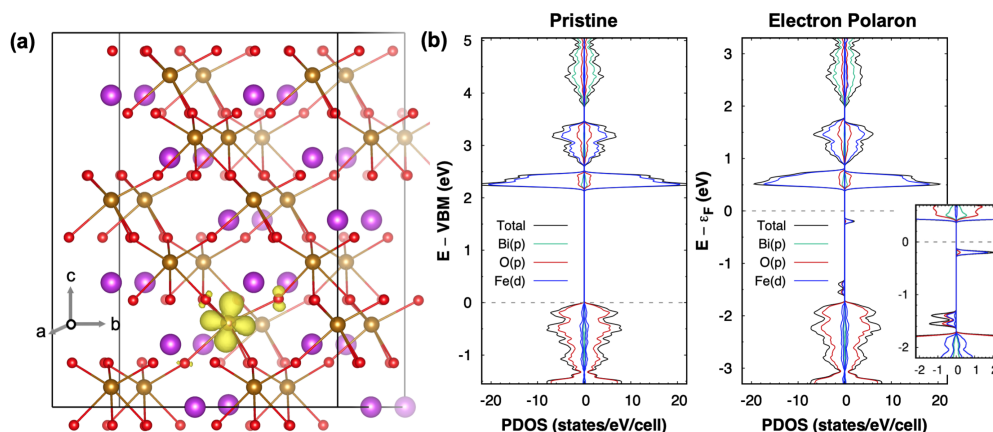 (a)
c
a
b
(b)
Pristine
E – VBM (eV)
5
4
3
2
1
0
-1
Total
Bi(p)
O(p)
Fe(d)
-20
-10
0
10
20
PDOS (states/eV/cell)
Electron Polaron
E – εF (eV)
3
2
1
0
-1
-2
-3
Total
Bi(p)
O(p)
Fe(d)
-20
-10
0
10
20
PDOS (states/eV/cell)
0
-1
-2
-2
-1
0
1
2